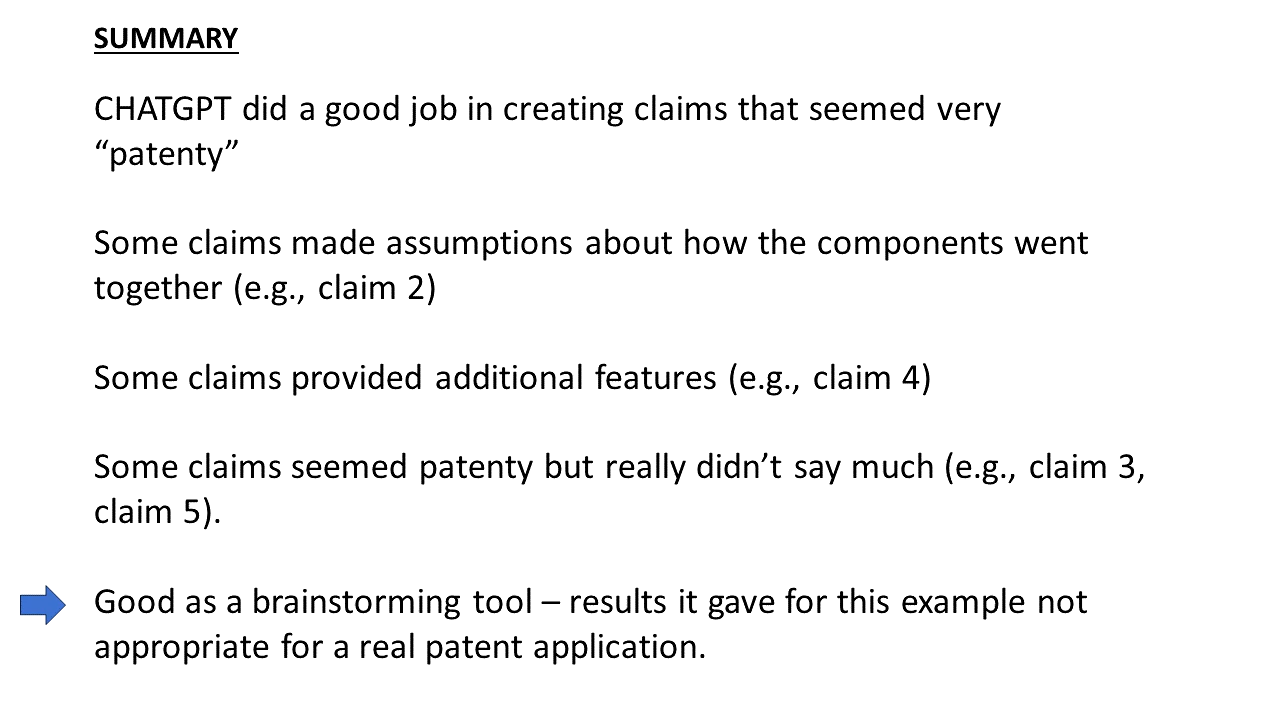 SUMMARY
CHATGPT did a good job in creating claims that seemed very
“patenty”
Some claims made assumptions about how the components went
together (e.g., claim 2)
Some claims provided additional features (e.g., claim 4)
Some claims seemed patenty but really didn’t say much (e.g., claim 3,
claim 5).
Good as a brainstorming tool – results it gave for this example not
appropriate for a real patent application.